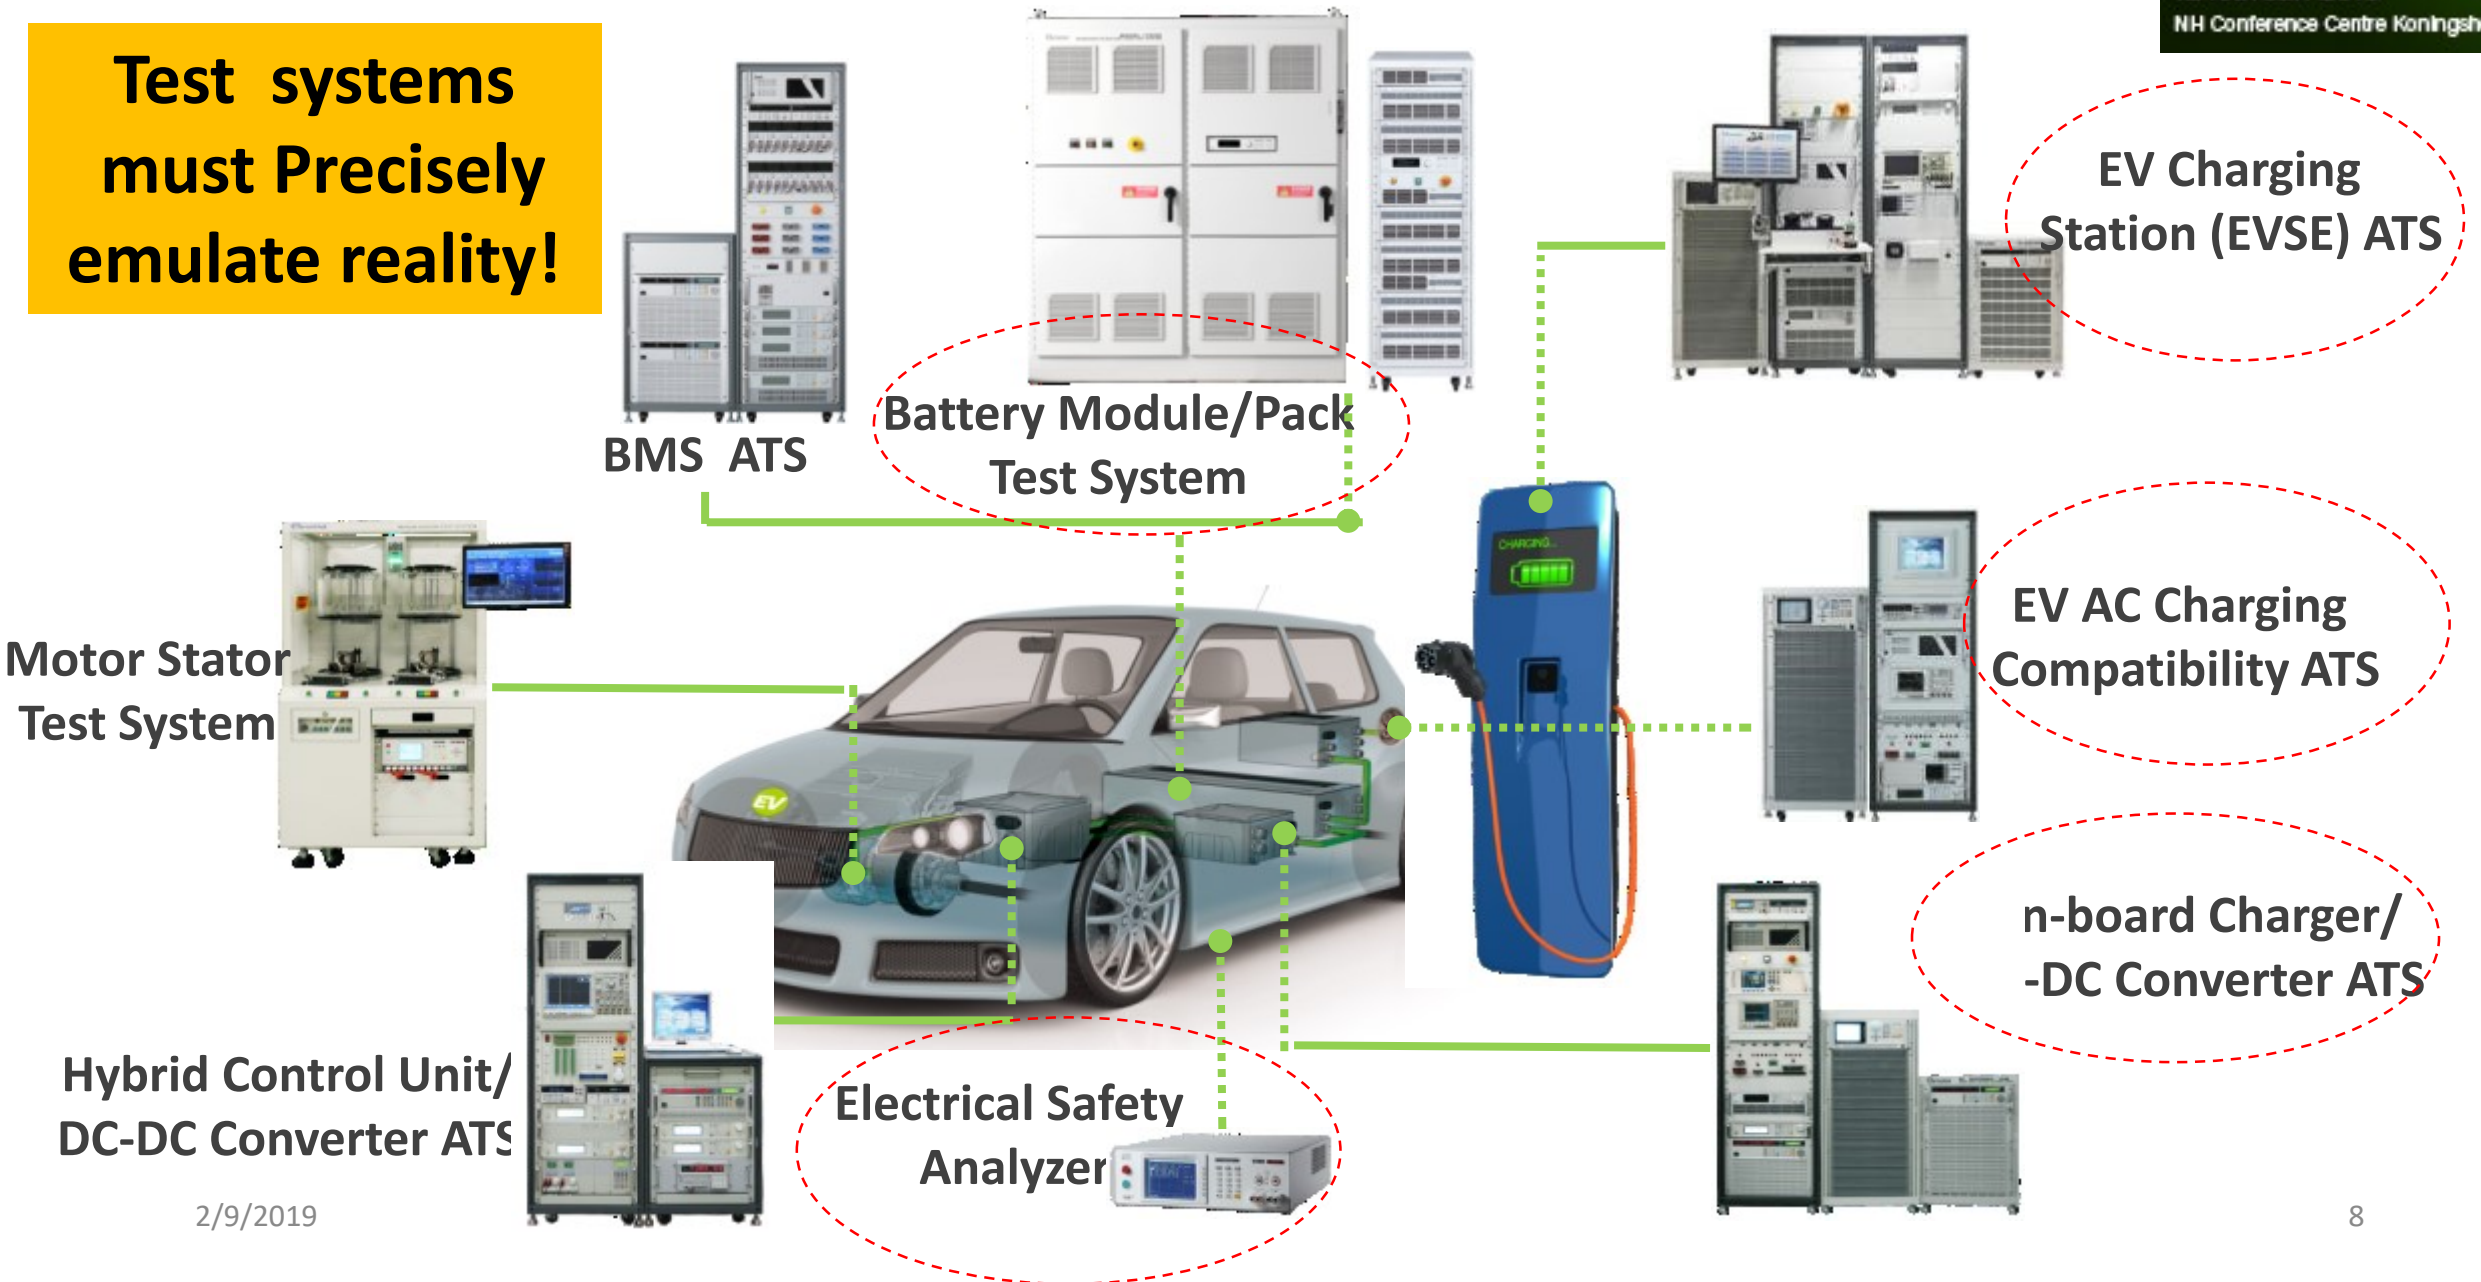 NH Conference Centre Koningsh
Test systems
must Precisely
emulate reality!
EV Charging
Station (EVSE) ATS
Battery Module/Pack
Test System
BMS ATS
CHARGING...
EV AC Charging
Compatibility ATS
Motor Stator
Test System
EV
n-board Charger/
-DC Converter ATS
Hybrid Control Unit/
DC-DC Converter ATS
Electrical Safety
Analyzer
2/9/2019
8